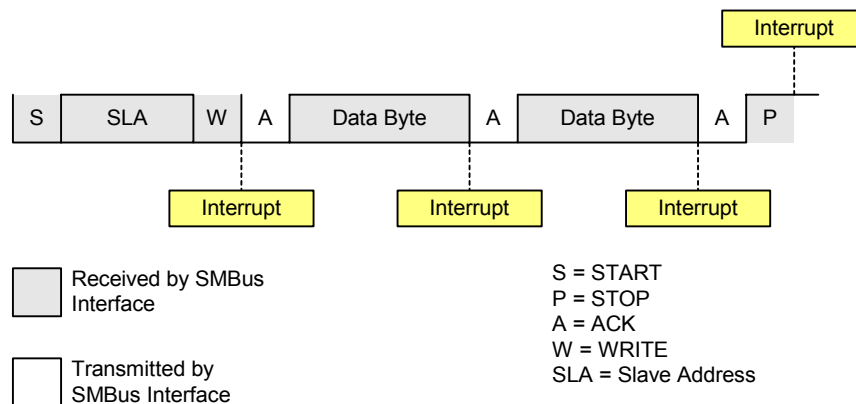 Interrupt
S SLA W A Data Byte A Data Byte A P
Interrupt Interrupt Interrupt
Received by SMBus
Interface
Transmitted by
SMBus Interface
S = START
P = STOP
A = ACK
W = WRITE
SLA = Slave Address